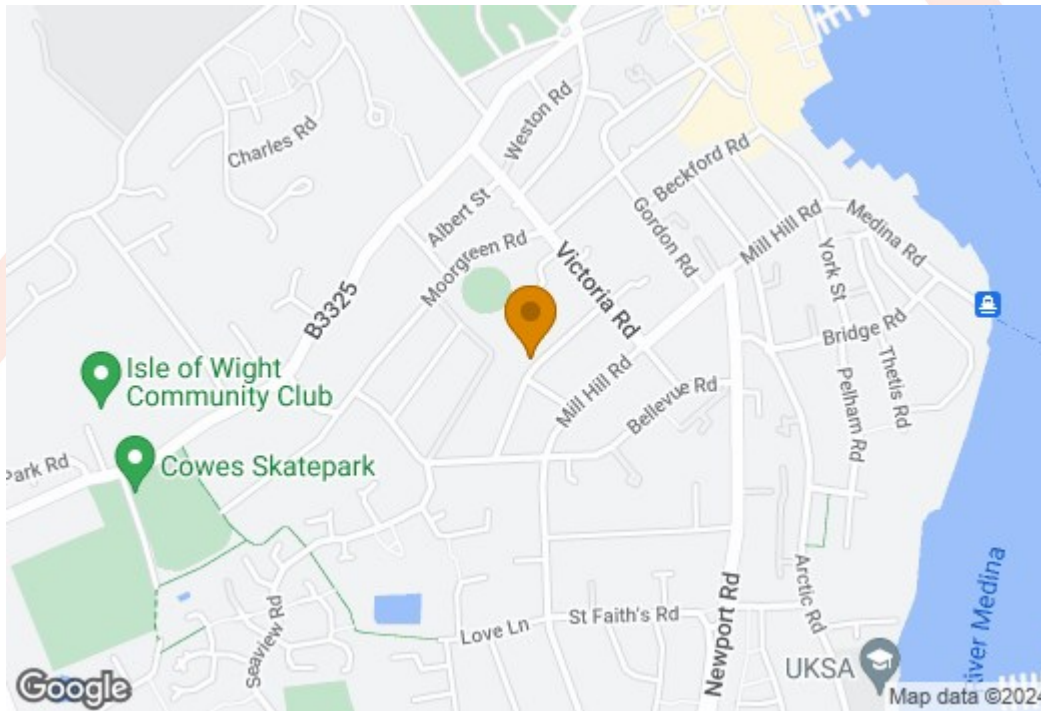 Charles Rd
Weston Rd
Albert St
Beckford Rd
Gordon Rd
Mill Hill Rd
Medina Rd
Moorgreen Rd
Victoria Rd
York St
B3325
Bridge Rd
Thetis Rd
Pelham Rd
Mill Hill Rd
Bellevue Rd
Isle of Wight
Community Club
Park Rd
Cowes Skatepark
Arctic Rd
Newport Rd
River Medina
Seaview Rd
Love Ln
St Faith's Rd
UKSA
Google
Map data ©2024